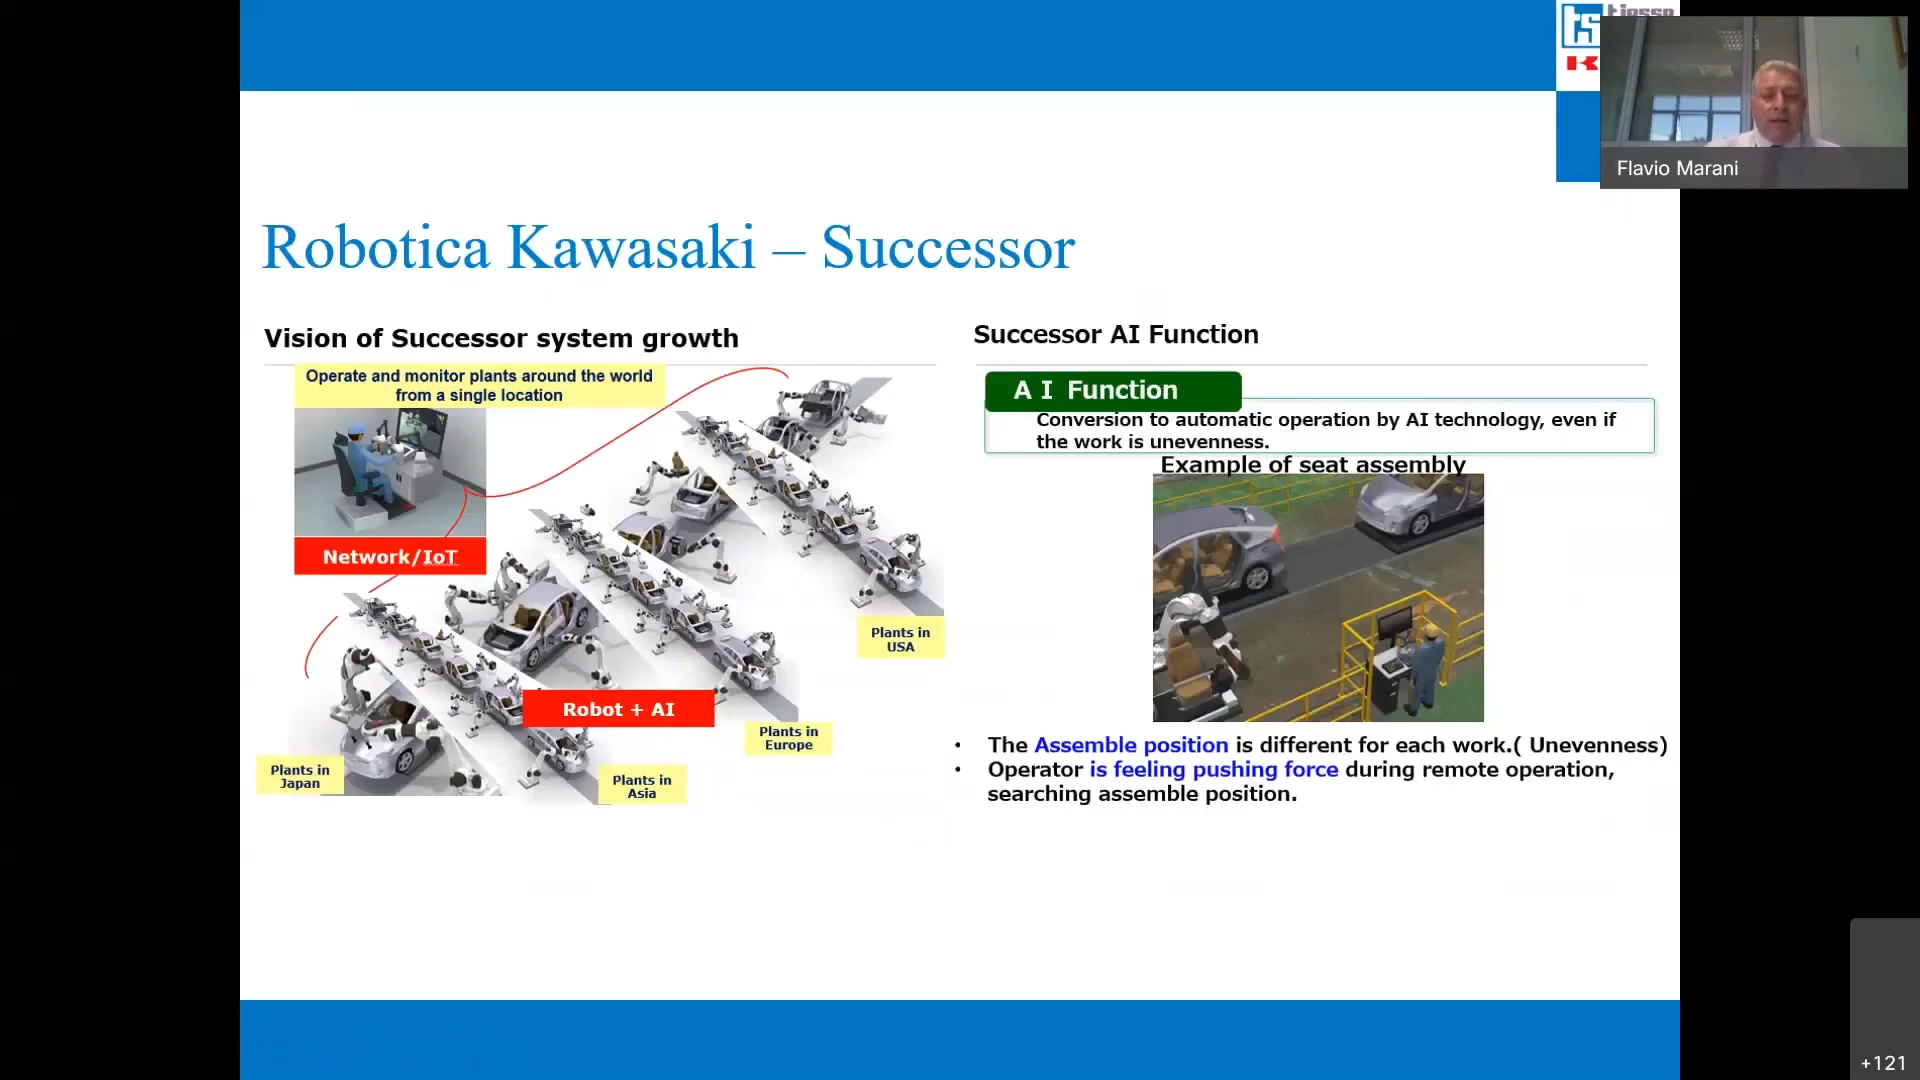 ts tiesse
Flavio Marani
Robotica Kawasaki – Successor
Vision of Successor system growth
Operate and monitor plants around the world
from a single location
Network/IoT
Robot + AI
Plants in
USA
Plants in
Europe
Plants in
Asia
Plants in
Japan
Successor AI Function
AI Function
Conversion to automatic operation by AI technology, even if
the work is unevenness.
Example of seat assembly
• The Assemble position is different for each work.( Unevenness)
• Operator is feeling pushing force during remote operation,
searching assemble position.
+121